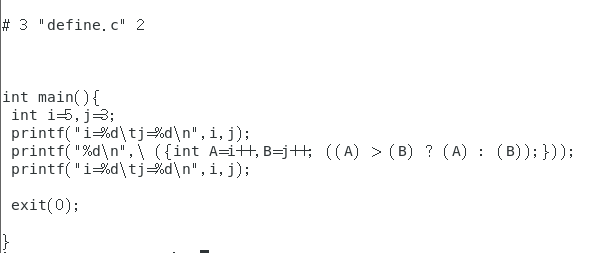 # 3 "define.c" 2
int main(){
int i=5,j=3;
printf("i=%d\tj=%d\n",i,j);
printf("%d\n",\ ({int A=i++,B=j++; ((A) > (B) ? (A) : (B));}));
printf("i=%d\tj=%d\n",i,j);
exit(0);
}